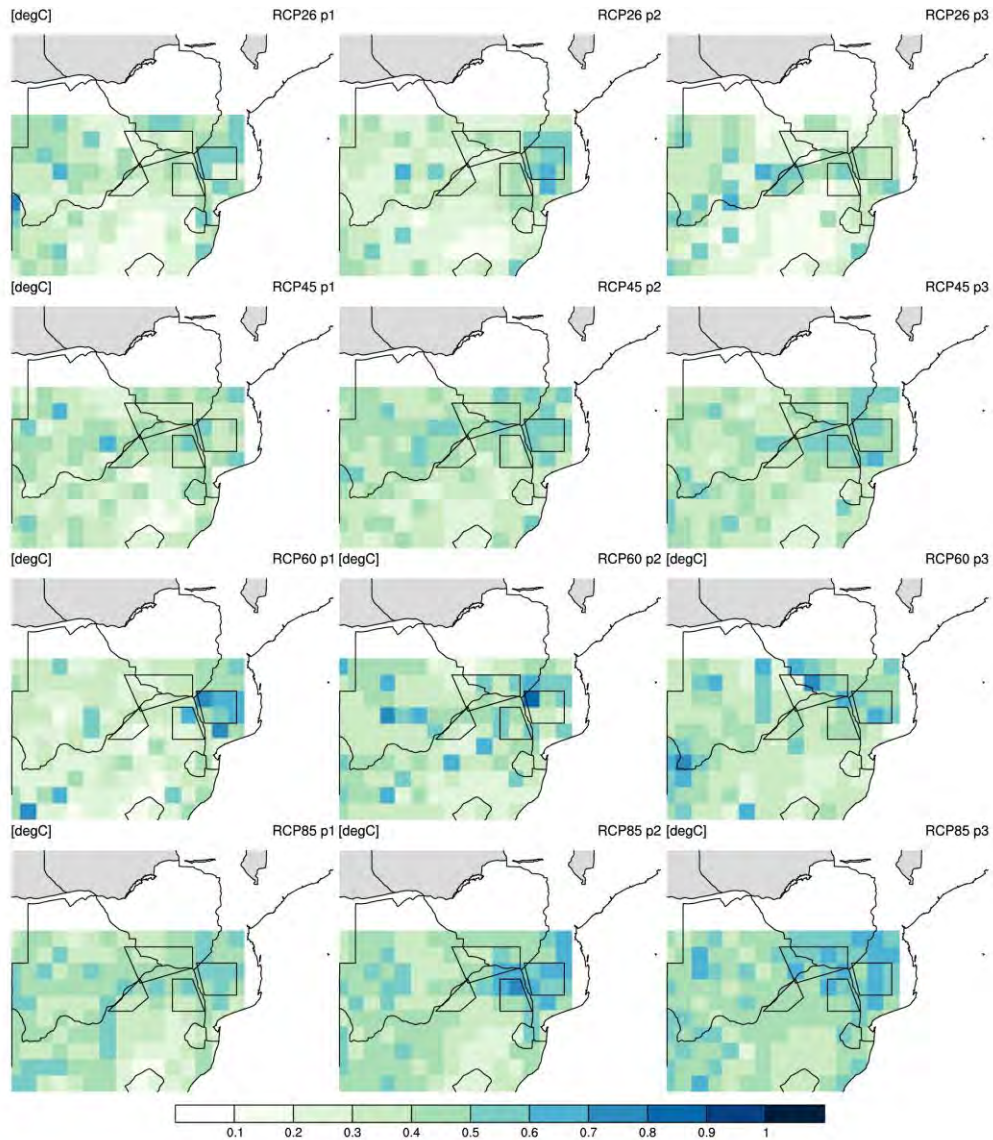 [degC] RCP26 p1 RCP26 p2 RCP26 p3
[degC] RCP45 p1 RCP45 p2 RCP45 p3
[degC] RCP60 p1 [degC] RCP60 p2 [degC] RCP60 p3
[degC] RCP85 p1 [degC] RCP85 p2 [degC] RCP85 p3
0.1 0.2 0.3 0.4 0.5 0.6 0.7 0.8 0.9 1